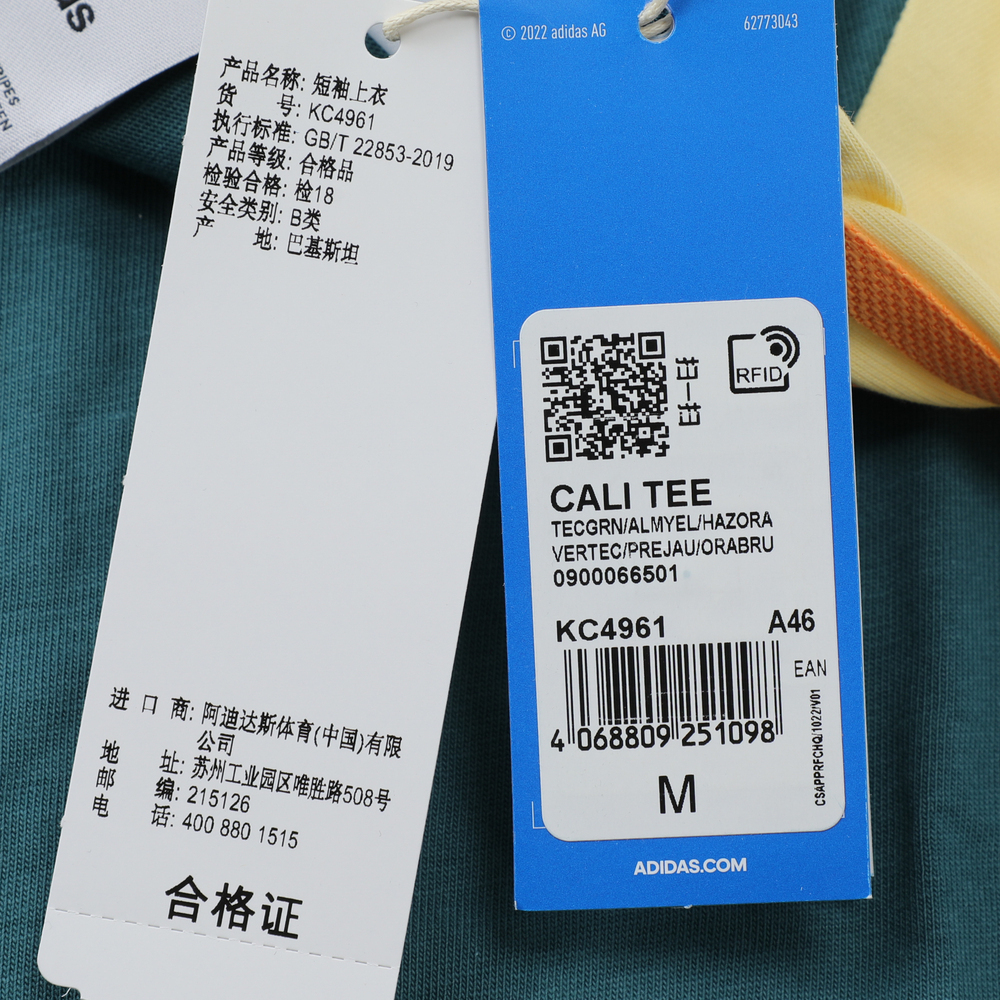 产品名称: 短袖上衣
货 号: KC4961
执行标准: GB/T 22853-2019
产品等级: 合格品
检验合格: 检18
安全类别: B类
产 地: 巴基斯坦
进 口 商: 阿迪达斯体育(中国)有限
公司
地 址: 苏州工业园区唯胜路508号
邮 编: 215126
电 话: 400 880 1515
合格证
© 2022 adidas AG
62773043
扫一扫
RFID
CALI TEE
TECGRN/ALMYEL/HAZORA
VERTEC/PREJAU/ORABRU
0900066501
KC4961 A46
EAN
4 068809 251098
CSAPPRFCHQ/1022/V01
M
ADIDAS.COM